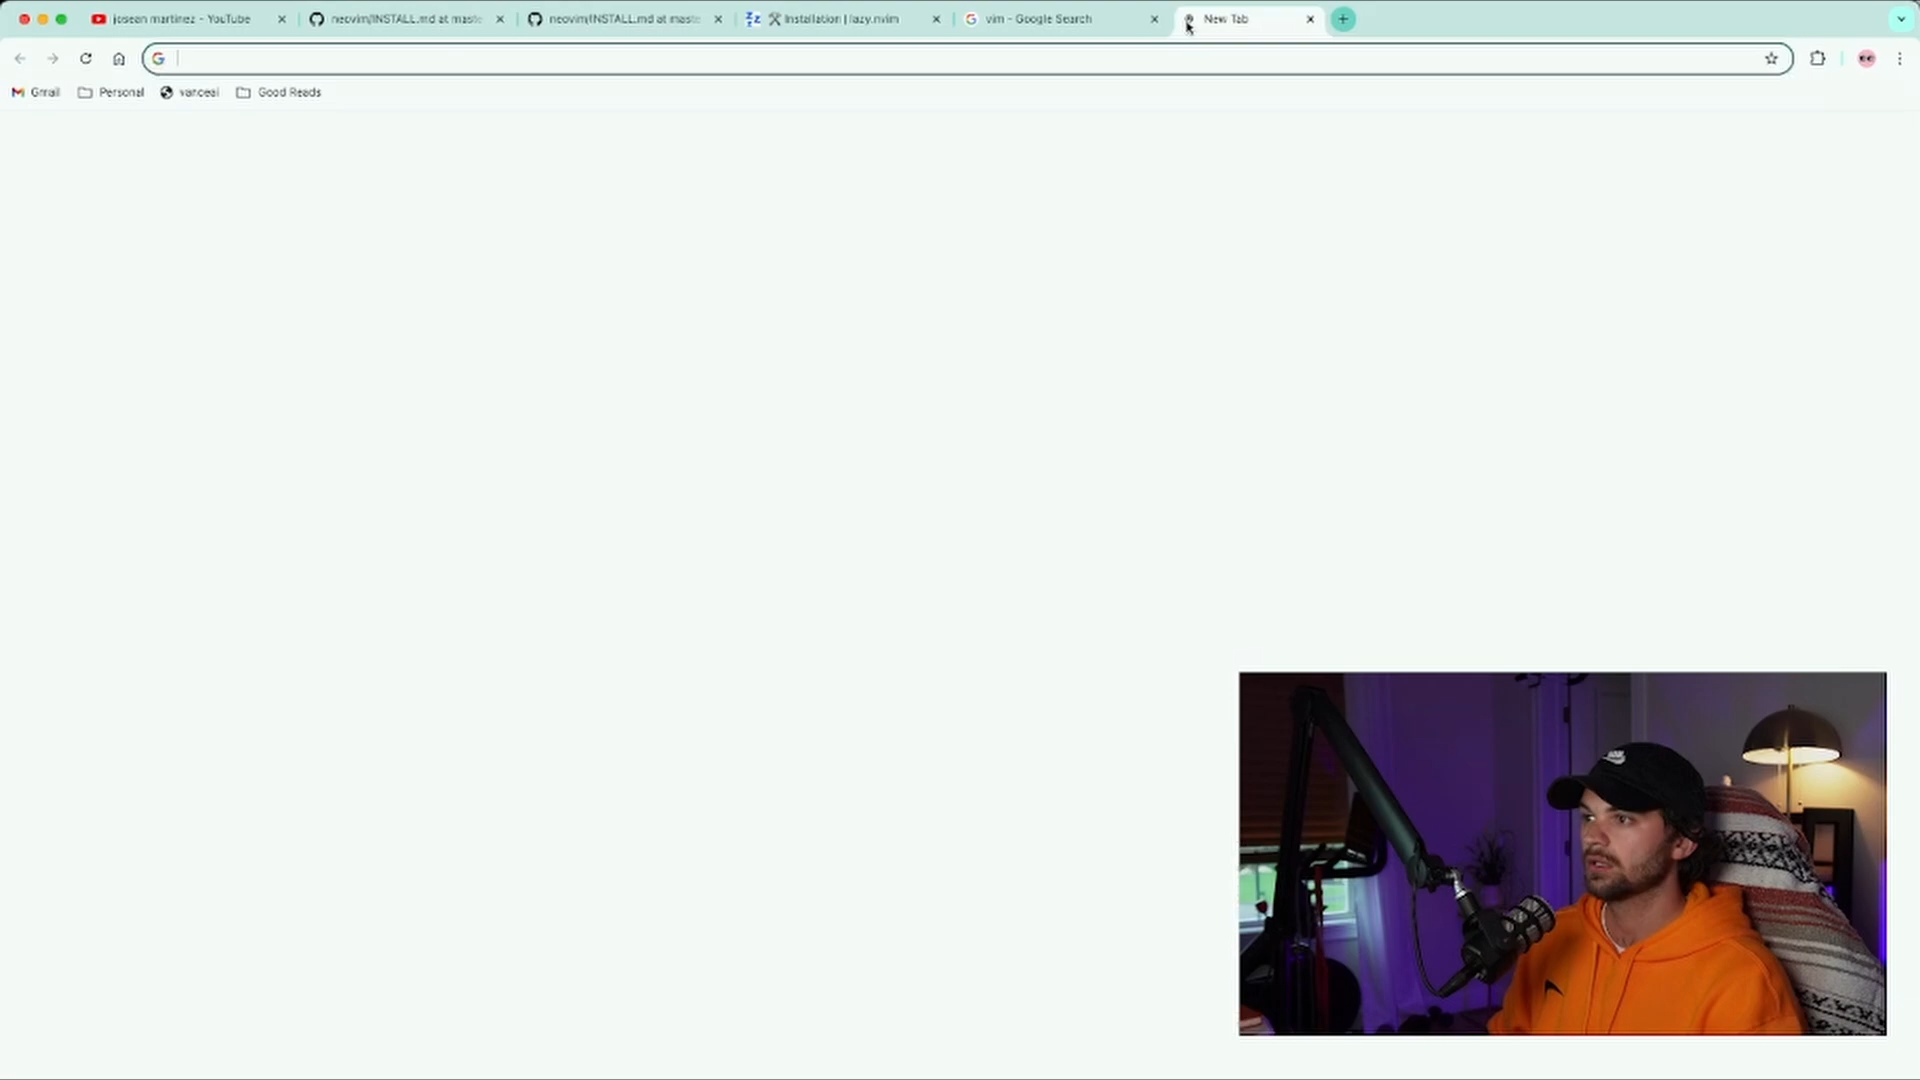 josean martinez - YouTube
neovim/INSTALL.md at maste
neovim/INSTALL.md at maste
Installation | lazy.nvim
vim - Google Search
New Tab
Gmail
Personal
vanceai
Good Reads